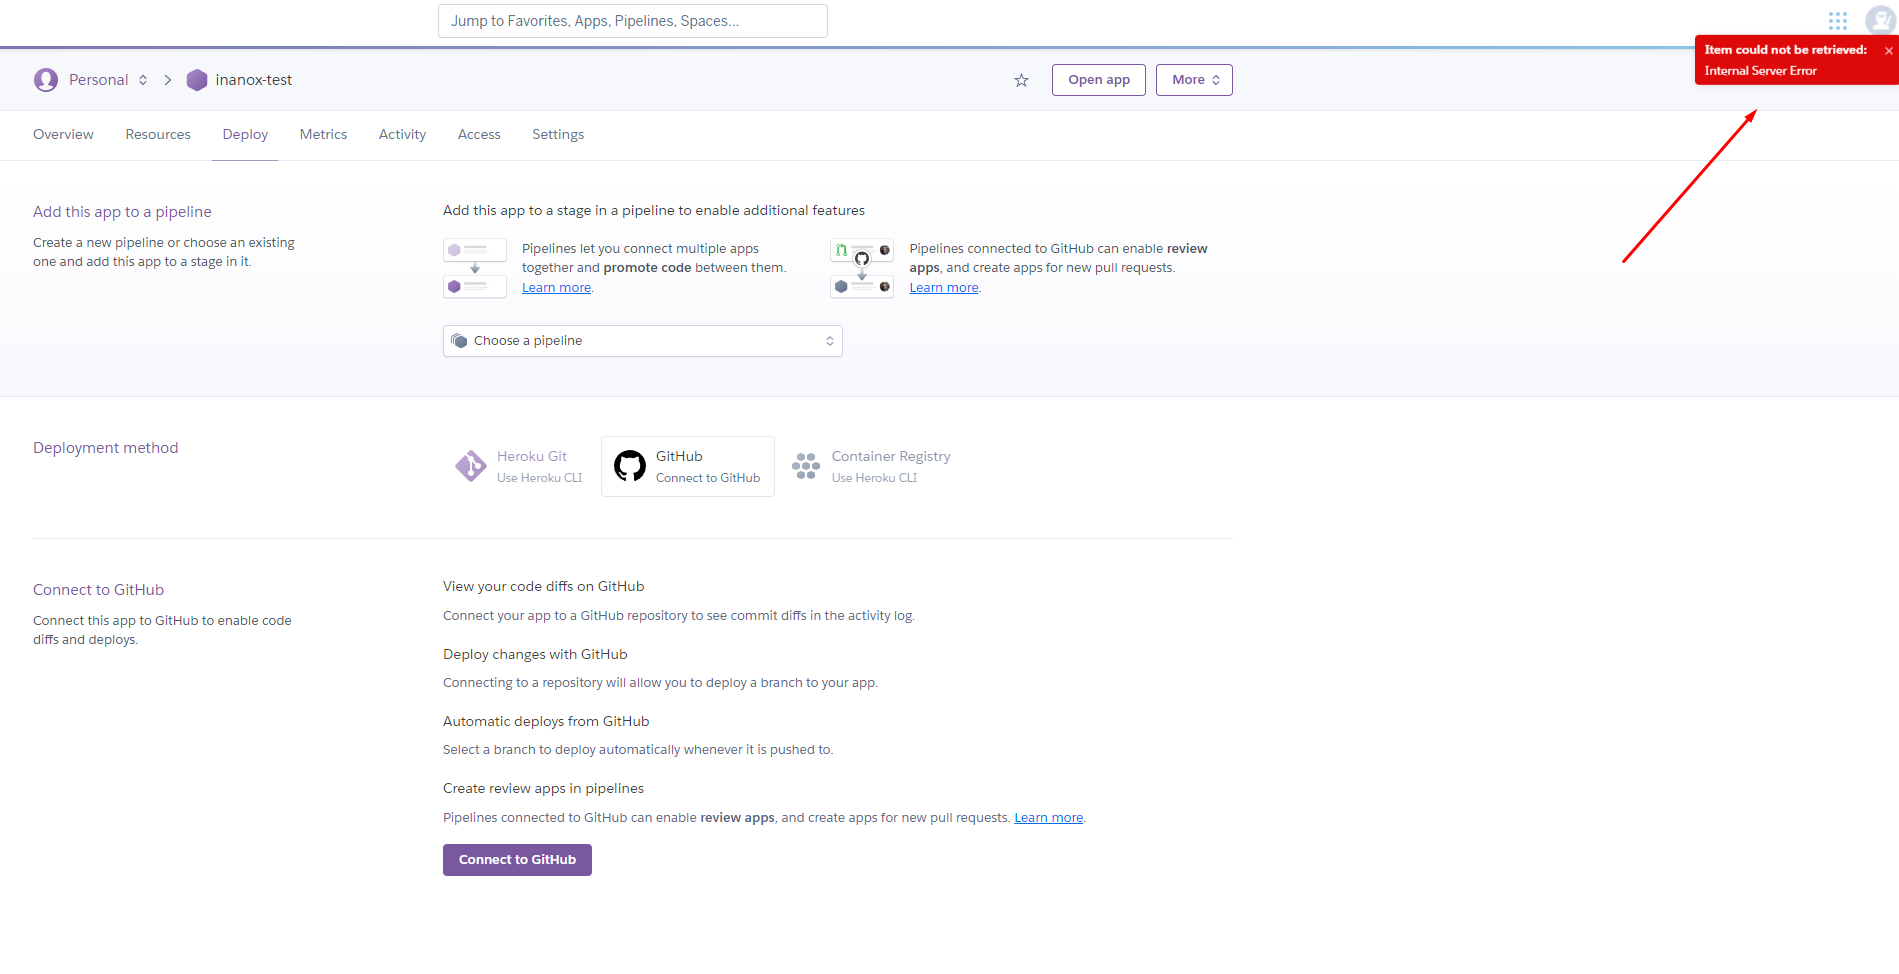 Jump to Favorites, Apps, Pipelines, Spaces...
Item could not be retrieved:
Internal Server Error
Personal
inanox-test
Open app
More
Overview
Resources
Deploy
Metrics
Activity
Access
Settings
Add this app to a pipeline
Create a new pipeline or choose an existing
one and add this app to a stage in it.
Add this app to a stage in a pipeline to enable additional features
Pipelines let you connect multiple apps
together and promote code between them.
Learn more.
Pipelines connected to GitHub can enable review
apps, and create apps for new pull requests.
Learn more.
Choose a pipeline
Deployment method
Heroku Git
Use Heroku CLI
GitHub
Connect to GitHub
Container Registry
Use Heroku CLI
Connect to GitHub
Connect this app to GitHub to enable code
diffs and deploys.
View your code diffs on GitHub
Connect your app to a GitHub repository to see commit diffs in the activity log.
Deploy changes with GitHub
Connecting to a repository will allow you to deploy a branch to your app.
Automatic deploys from GitHub
Select a branch to deploy automatically whenever it is pushed to.
Create review apps in pipelines
Pipelines connected to GitHub can enable review apps, and create apps for new pull requests. Learn more.
Connect to GitHub